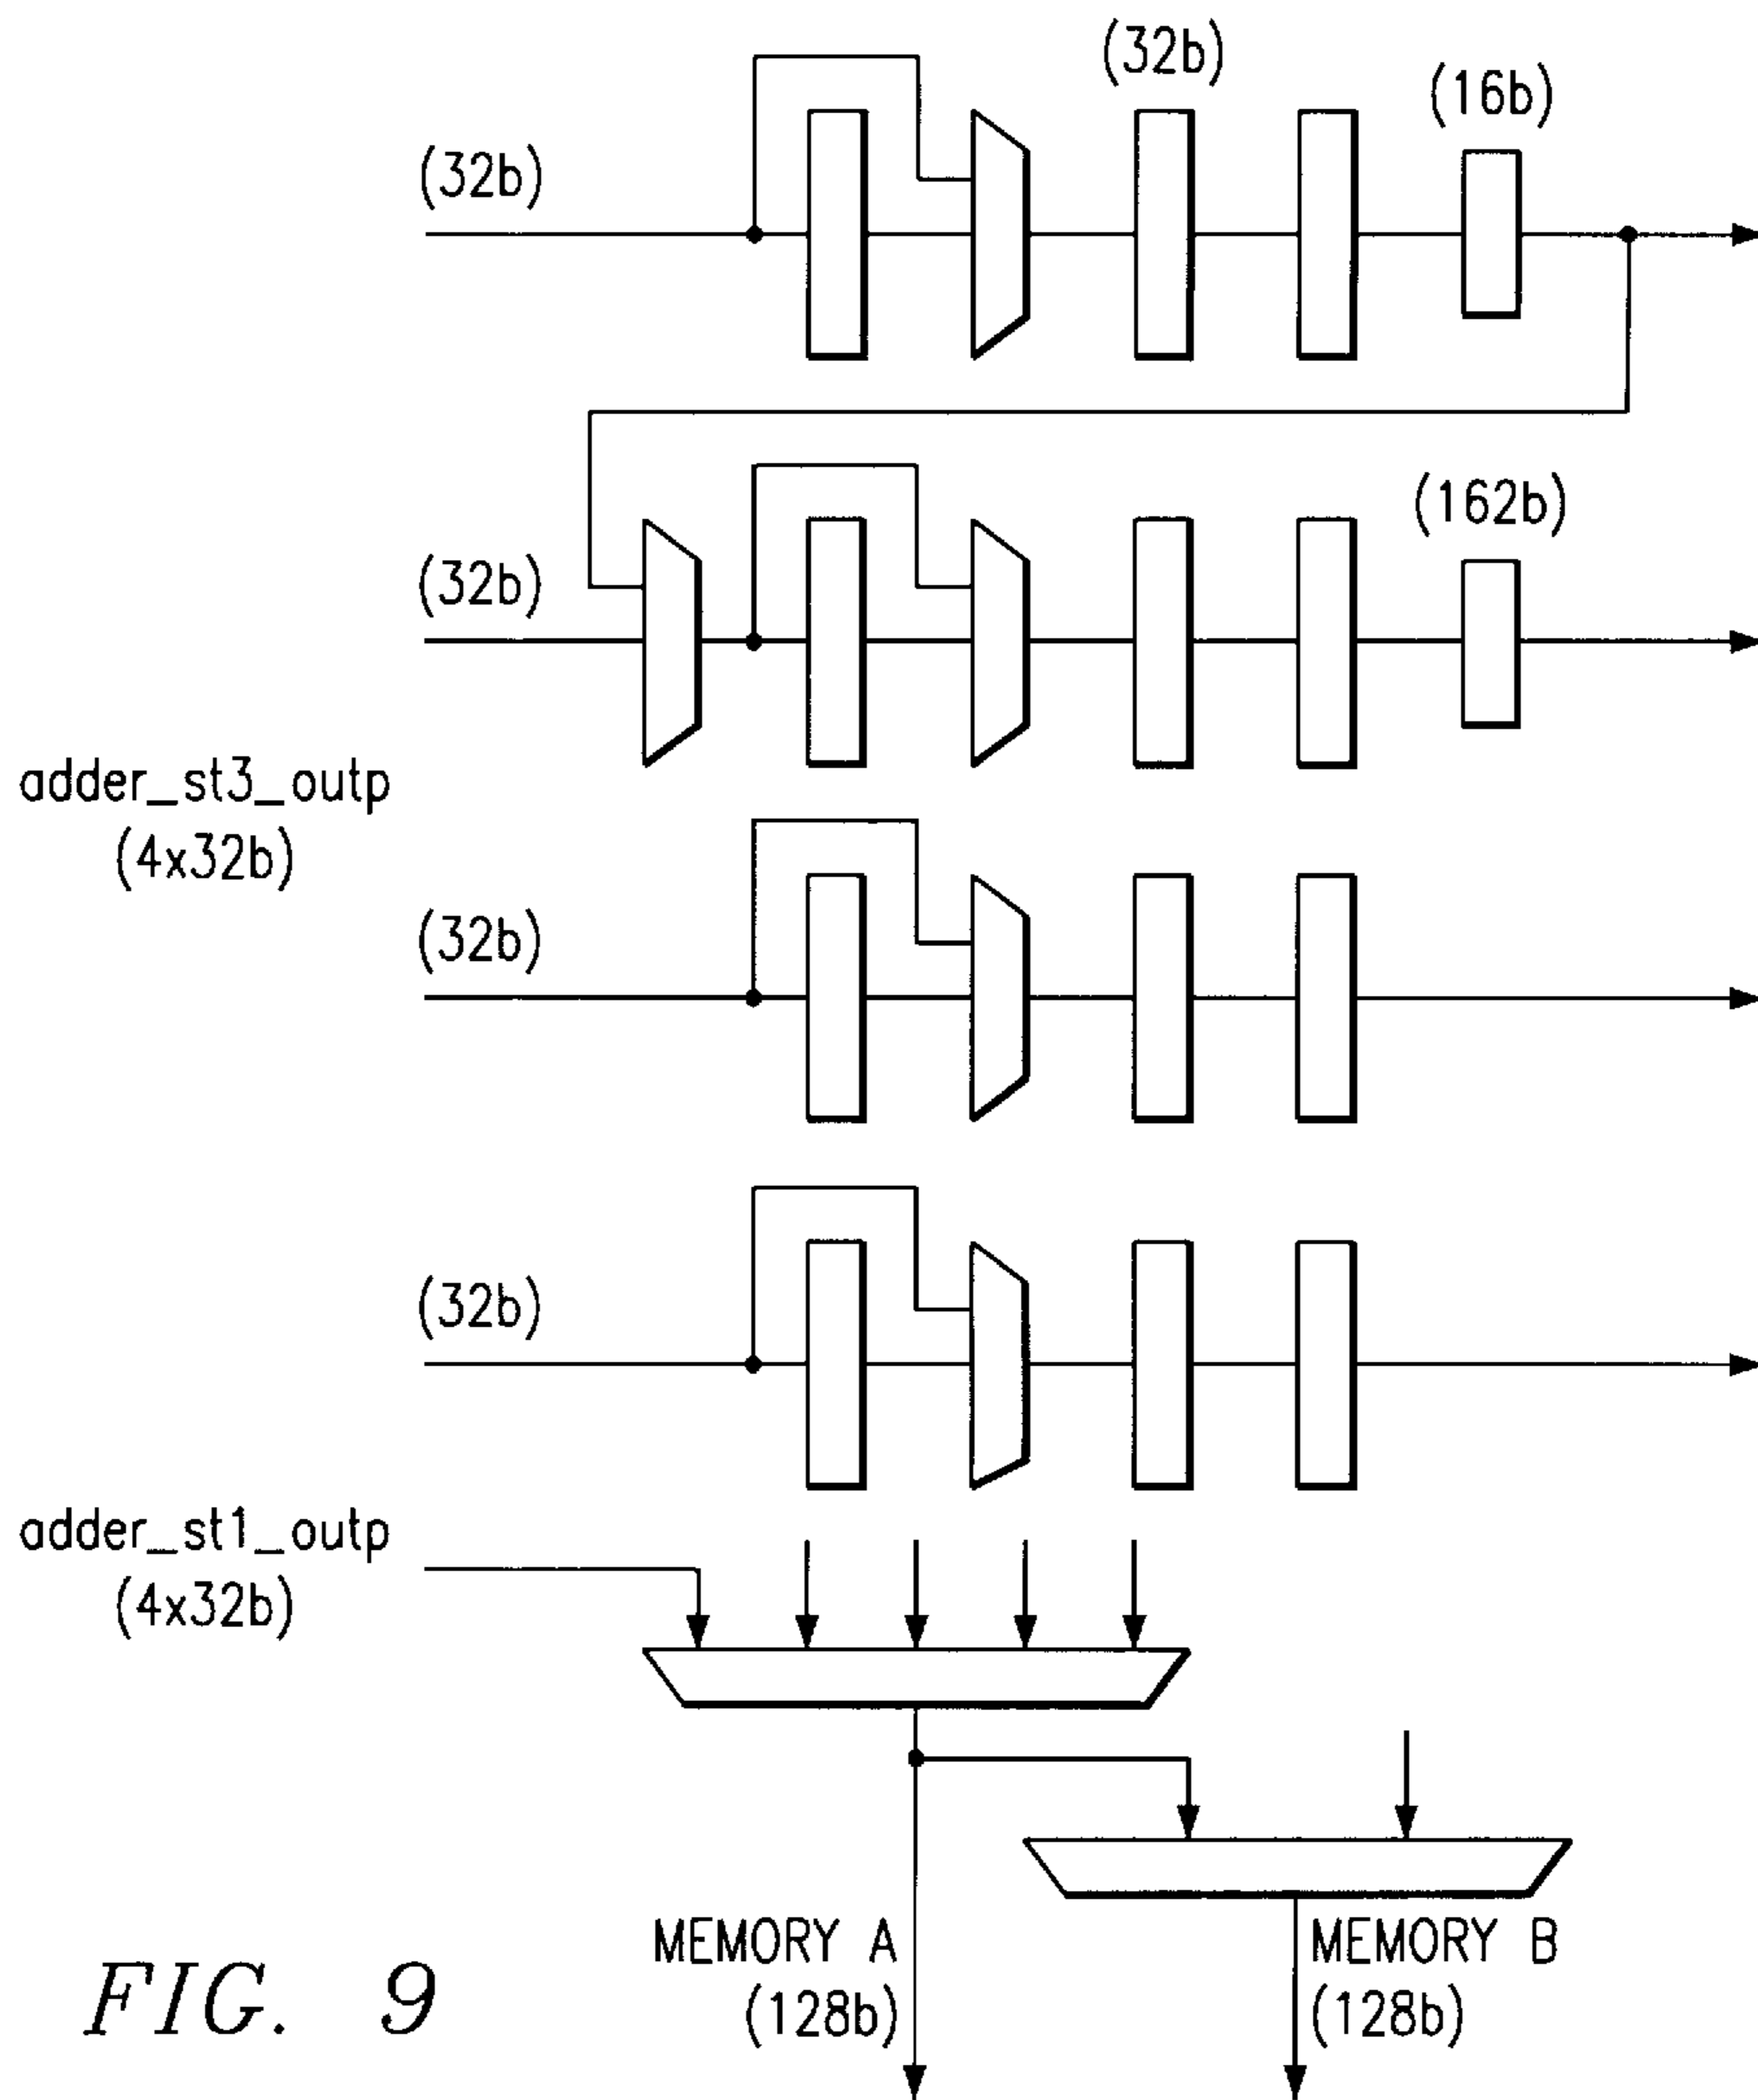 (32b)
(16b)
(32b)
(162b)
(32b)
adder_st3_outp
(4x32b)
(32b)
(32b)
adder_st1_outp
(4x32b)
MEMORY A
(128b)
MEMORY B
(128b)
FIG. 9